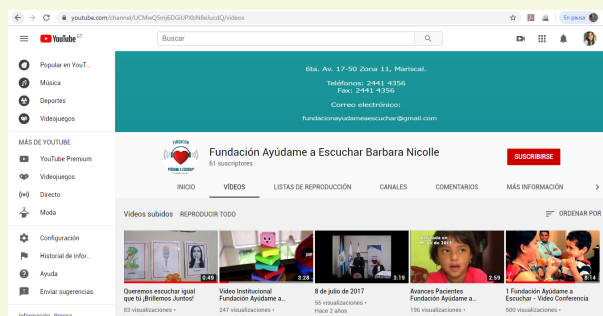 youtube.com/channel/UCMieQ5mj6DGiUPXbN8e/ucdQ/videos
En pausa
YouTube GT
Buscar
Popular en YouT...
Música
Deportes
Videojuegos
MÁS DE YOUTUBE
YouTube Premium
Videojuegos
Directo
Moda
Configuración
Historial de infor...
Ayuda
Enviar sugerencias
Información Prensa
6ta. Av. 17-50 Zona 11, Mariscal.
Teléfonos: 2441 4356
Fax: 2441 4356
Correo electrónico:
fundacionayudameaescuchar@gmail.com
Fundación Ayúdame a Escuchar Barbara Nicolle
61 suscriptores
SUSCRIBIRSE
INICIO VÍDEOS LISTAS DE REPRODUCCIÓN CANALES COMENTARIOS MÁS INFORMACIÓN
Vídeos subidos REPRODUCIR TODO ORDENAR POR
0:49 3:28 3:19 2:59 8:14
Queremos escuchar igual que tú ¡Brillemos Juntos!
83 visualizaciones •
Video Institucional Fundación Ayúdame a...
247 visualizaciones •
8 de julio de 2017
55 visualizaciones •
Hace 2 años
Avances Pacientes Fundación Ayúdame a...
196 visualizaciones •
1 Fundación Ayúdame a Escuchar - Video Conferencia
500 visualizaciones •